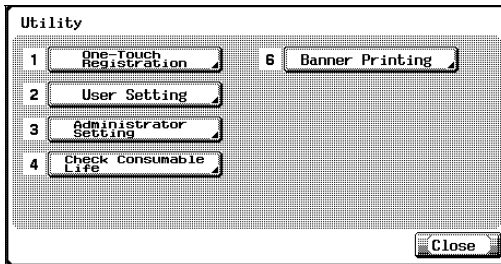 Utility
1 One-Touch
Registration
2 User Setting
3 Administrator
Setting
4 Check Consumable
Life
6 Banner Printing
Close